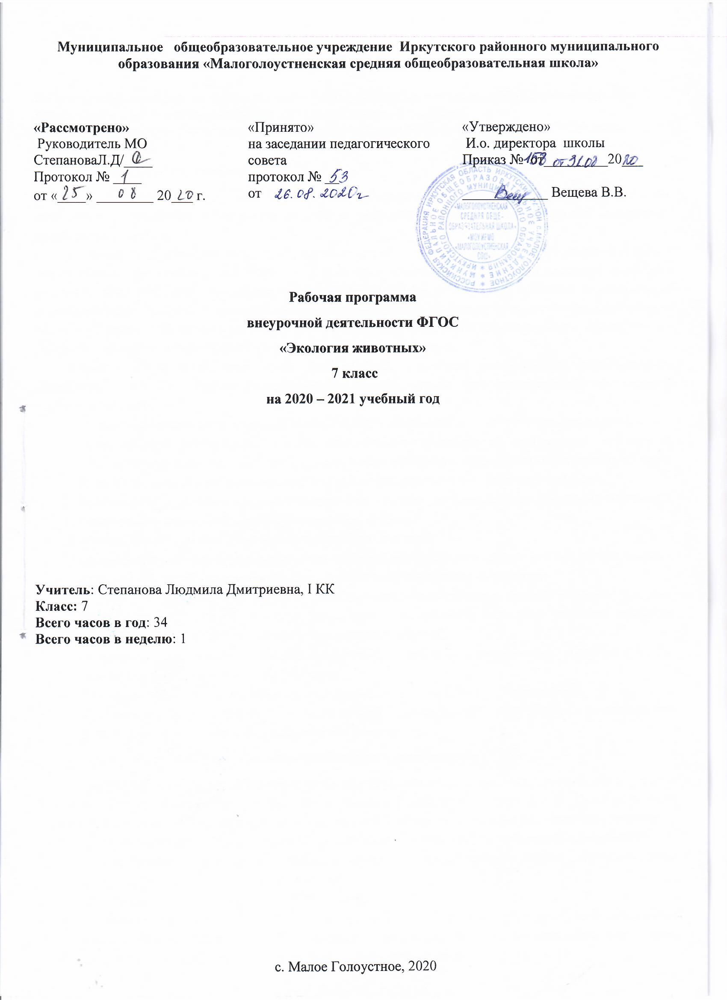 Муниципальное общеобразовательное учреждение Иркутского районного муниципального
образования «Малоголоустненская средняя общеобразовательная школа»
«Рассмотрено»
Руководитель МО
СтепановаЛ.Д/_____
Протокол № 1
от «25» 08 2020 г.
«Принято»
на заседании педагогического
совета
протокол № 53
от 26.08.2020г
«Утверждено»
И.о. директора школы
Приказ № от от 31.08 2020
Вещева В.В.
РОССИЙСКАЯ ФЕДЕРАЦИЯ ИРКУТСКАЯ ОБЛАСТЬ ИРКУТСКИЙ РАЙОН с.МАЛОЕ ГОЛОУСТНОЕ
МУНИЦИПАЛЬНОЕ ОБЩЕОБРАЗОВАТЕЛЬНОЕ УЧРЕЖДЕНИЕ
ИРКУТСКОГО РАЙОННОГО МУНИЦИПАЛЬНОГО ОБРАЗОВАНИЯ
«МАЛОГОЛОУСТНЕНСКАЯ
СРЕДНЯЯ ОБЩЕ-
ОБРАЗОВАТЕЛЬНАЯ ШКОЛА»
«МОУ ИРМО
«МАЛОГОЛОУСТНЕНСКАЯ
СОШ»
Рабочая программа
внеурочной деятельности ФГОС
«Экология животных»
7 класс
на 2020 – 2021 учебный год
Учитель: Степанова Людмила Дмитриевна, I КК
Класс: 7
Всего часов в год: 34
Всего часов в неделю: 1
с. Малое Голоустное, 2020